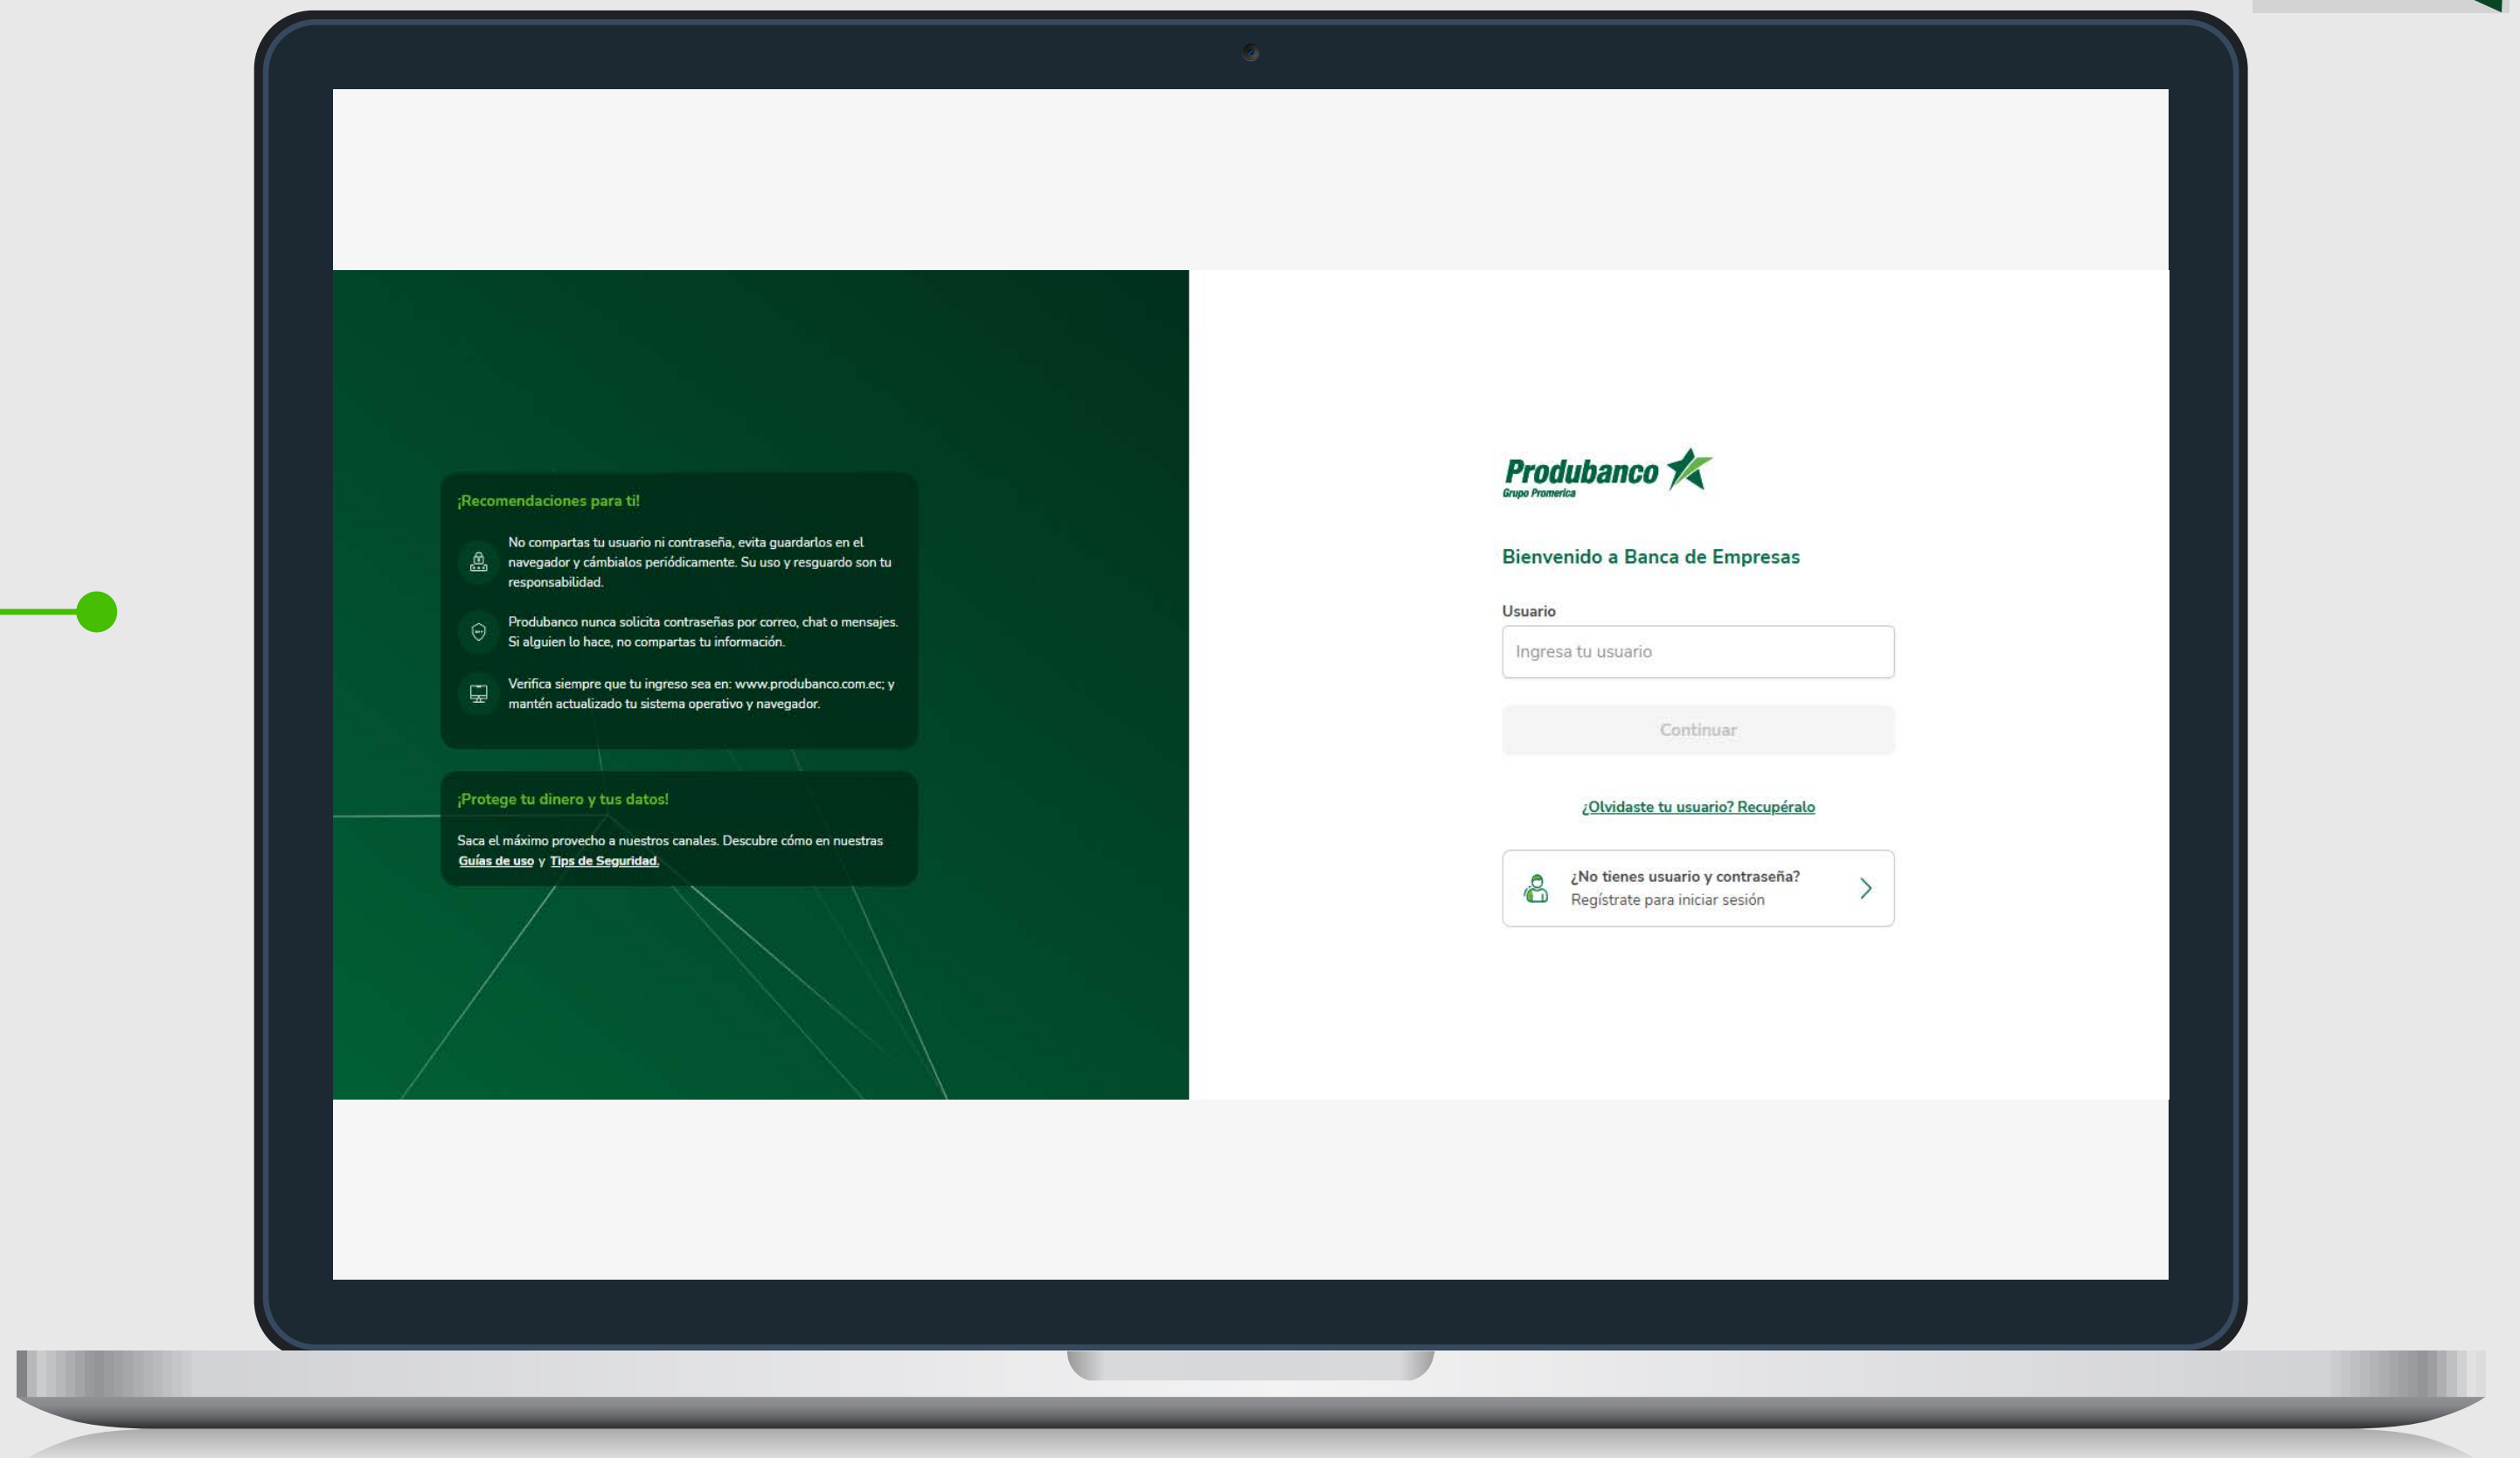 ¡Recomendaciones para ti!
No compartas tu usuario ni contraseña, evita guardarlos en el
navegador y cámbialos periódicamente. Su uso y resguardo son tu
responsabilidad.
Produbanco nunca solicita contraseñas por correo, chat o mensajes.
Si alguien lo hace, no compartas tu información.
Verifica siempre que tu ingreso sea en: www.produbanco.com.ec; y
mantén actualizado tu sistema operativo y navegador.
¡Protege tu dinero y tus datos!
Saca el máximo provecho a nuestros canales. Descubre cómo en nuestras
Guías de uso y Tips de Seguridad.
Produbanco
Grupo Promerica
Bienvenido a Banca de Empresas
Usuario
Ingresa tu usuario
Continuar
¿Olvidaste tu usuario? Recupéralo
¿No tienes usuario y contraseña?
Regístrate para iniciar sesión